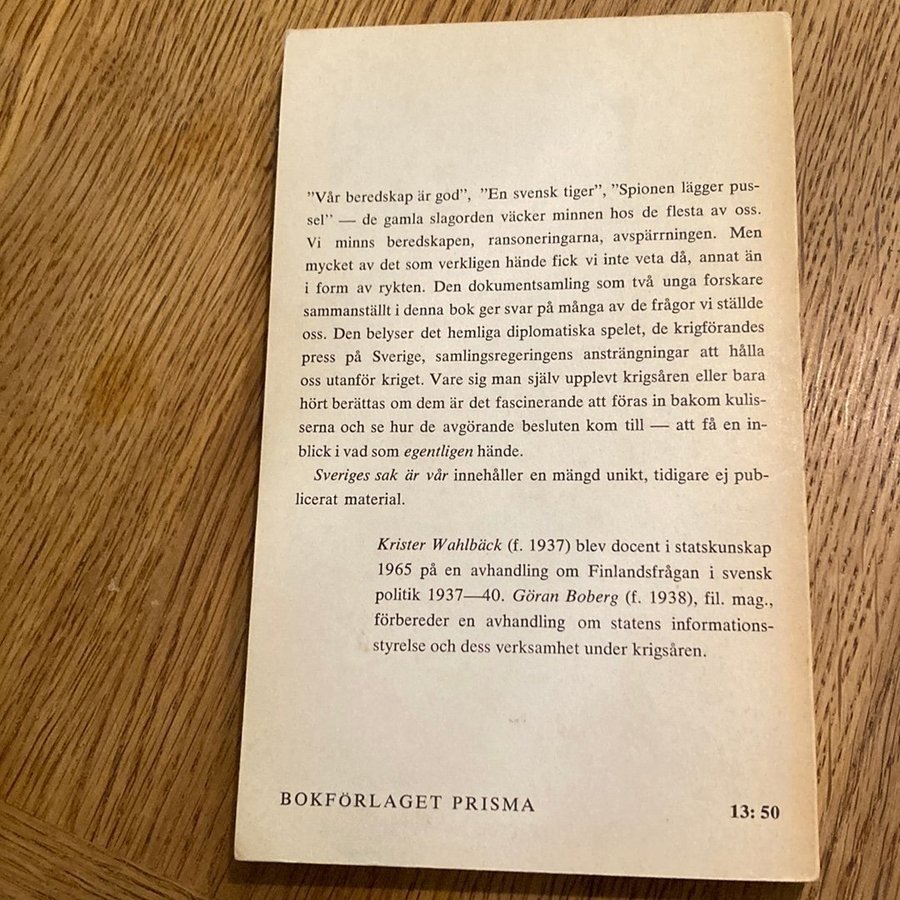 ”Vår beredskap är god”, ”En svensk tiger”, ”Spionen lägger pus-
sel” — de gamla slagorden väcker minnen hos de flesta av oss.
Vi minns beredskapen, ransoneringarna, avspärrningen. Men
mycket av det som verkligen hände fick vi inte veta då, annat än
i form av rykten. Den dokumentsamling som två unga forskare
sammanställt i denna bok ger svar på många av de frågor vi ställde
oss. Den belyser det hemliga diplomatiska spelet, de krigförandes
press på Sverige, samlingsregeringens ansträngningar att hålla
oss utanför kriget. Vare sig man själv upplevt krigsåren eller bara
hört berättas om dem är det fascinerande att föras in bakom kulis-
serna och se hur de avgörande besluten kom till — att få en in-
blick i vad som egentligen hände.
Sveriges sak är vår innehåller en mängd unikt, tidigare ej pub-
licerat material.
Krister Wahlbäck (f. 1937) blev docent i statskunskap
1965 på en avhandling om Finlandsfrågan i svensk
politik 1937—40. Göran Boberg (f. 1938), fil. mag.,
förbereder en avhandling om statens informations-
styrelse och dess verksamhet under krigsåren.
BOKFÖRLAGET PRISMA
13: 50